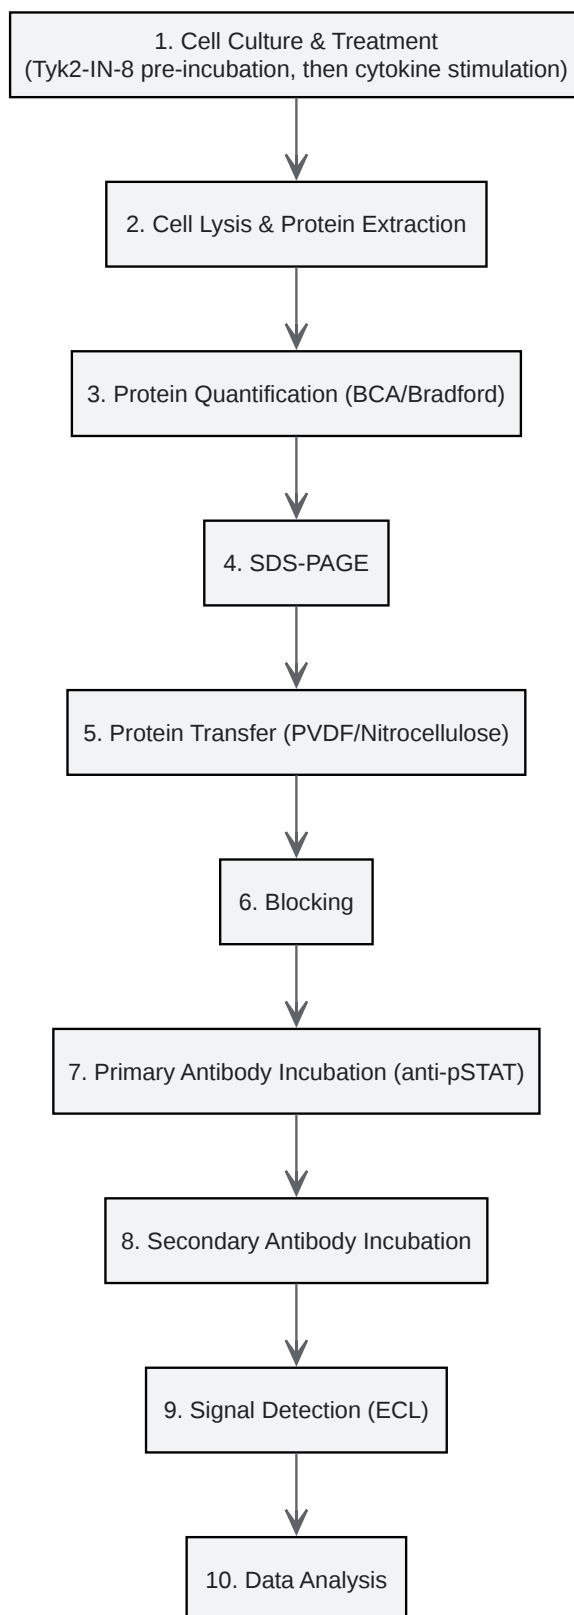 1. Cell Culture & Treatment
(Tyk2-IN-8 pre-incubation, then cytokine stimulation)
2. Cell Lysis & Protein Extraction
3. Protein Quantification (BCA/Bradford)
4. SDS-PAGE
5. Protein Transfer (PVDF/Nitrocellulose)
6. Blocking
7. Primary Antibody Incubation (anti-pSTAT)
8. Secondary Antibody Incubation
9. Signal Detection (ECL)
10. Data Analysis